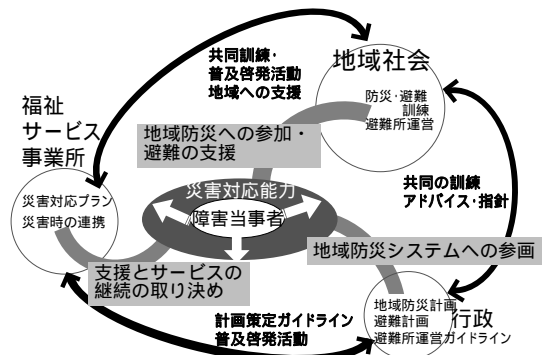 共同訓練・
普及啓発活動
地域への支援
地域社会
防災・避難
訓練
避難所運営
福祉
サービス
事業所
災害対応プラン
災害時の連携
地域防災への参加・
避難の支援
災害対応能力
障害当事者
共同の訓練
アドバイス・指針
地域防災システムへの参画
支援とサービスの
継続の取り決め
計画策定ガイドライン
普及啓発活動
地域防災計画
避難計画
避難所運営ガイドライン
行政